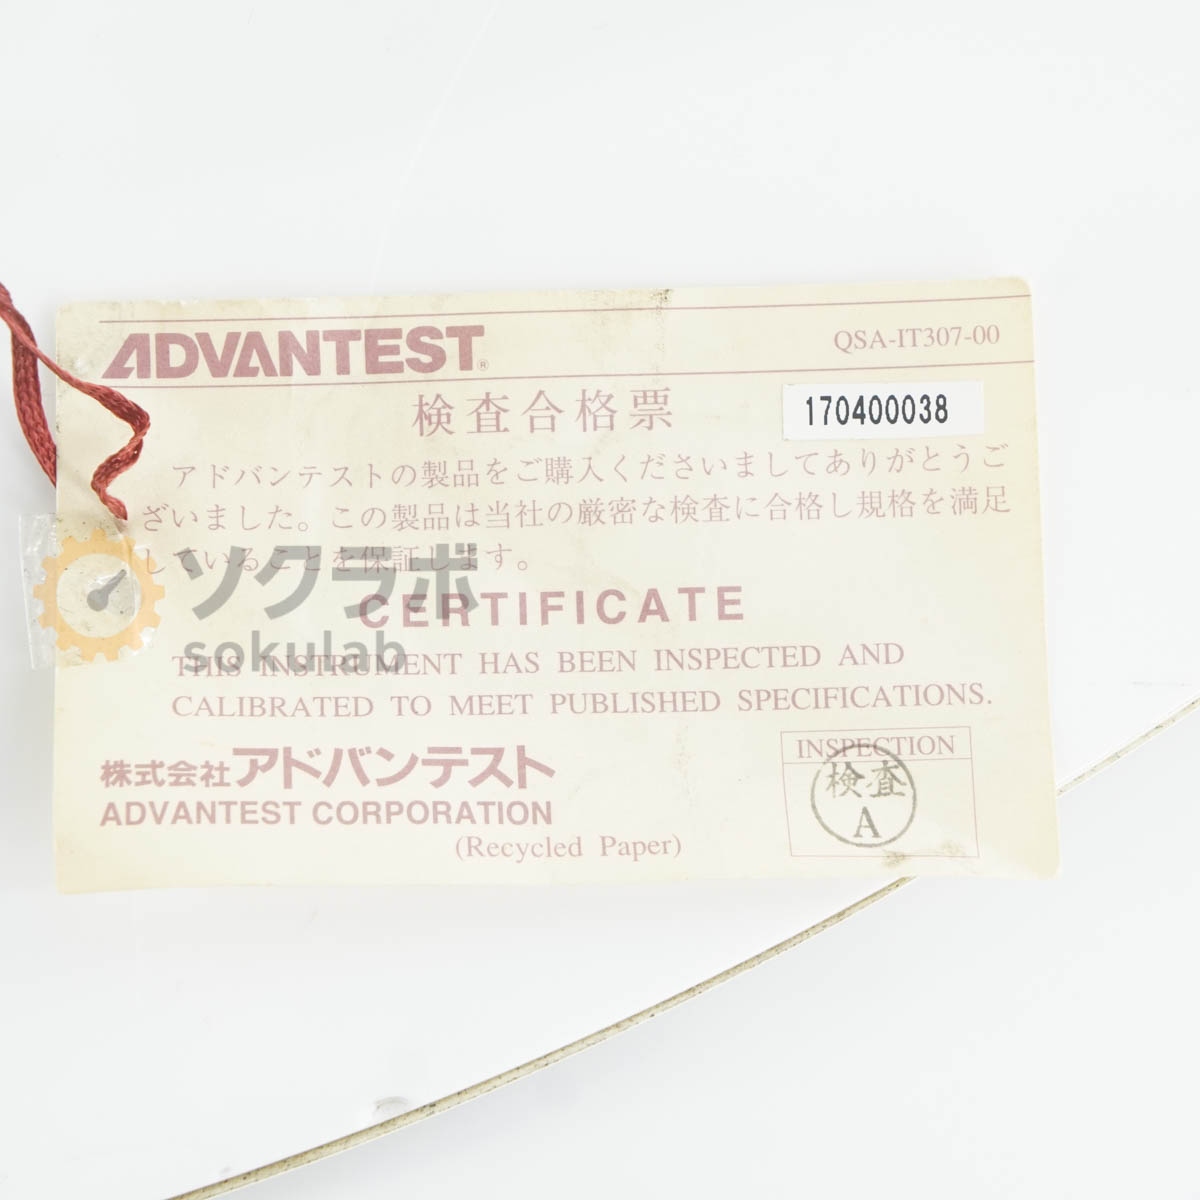 ADVANTEST®
QSA-IT307-00
検査合格票
170400038
アドバンテストの製品をご購入くださいましてありがとうご
ざいました。この製品は当社の厳密な検査に合格し規格を満足
していることを保証します。
ソクラボ
sokulab
CERTIFICATE
THIS INSTRUMENT HAS BEEN INSPECTED AND
CALIBRATED TO MEET PUBLISHED SPECIFICATIONS.
株式会社アドバンテスト
ADVANTEST CORPORATION
(Recycled Paper)
INSPECTION
検査
A